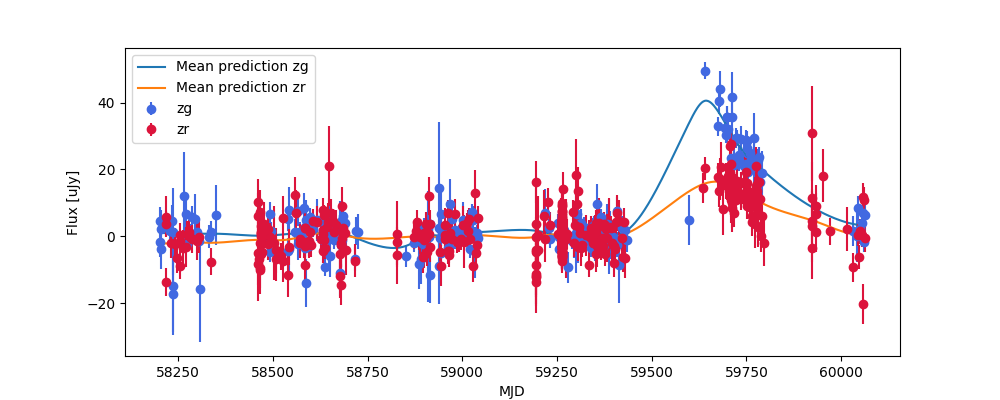 Mean prediction zg
Mean prediction zr
zg
zr
Flux [uJy]
40
20
0
−20
58250
58500
58750
59000
59250
59500
59750
60000
MJD